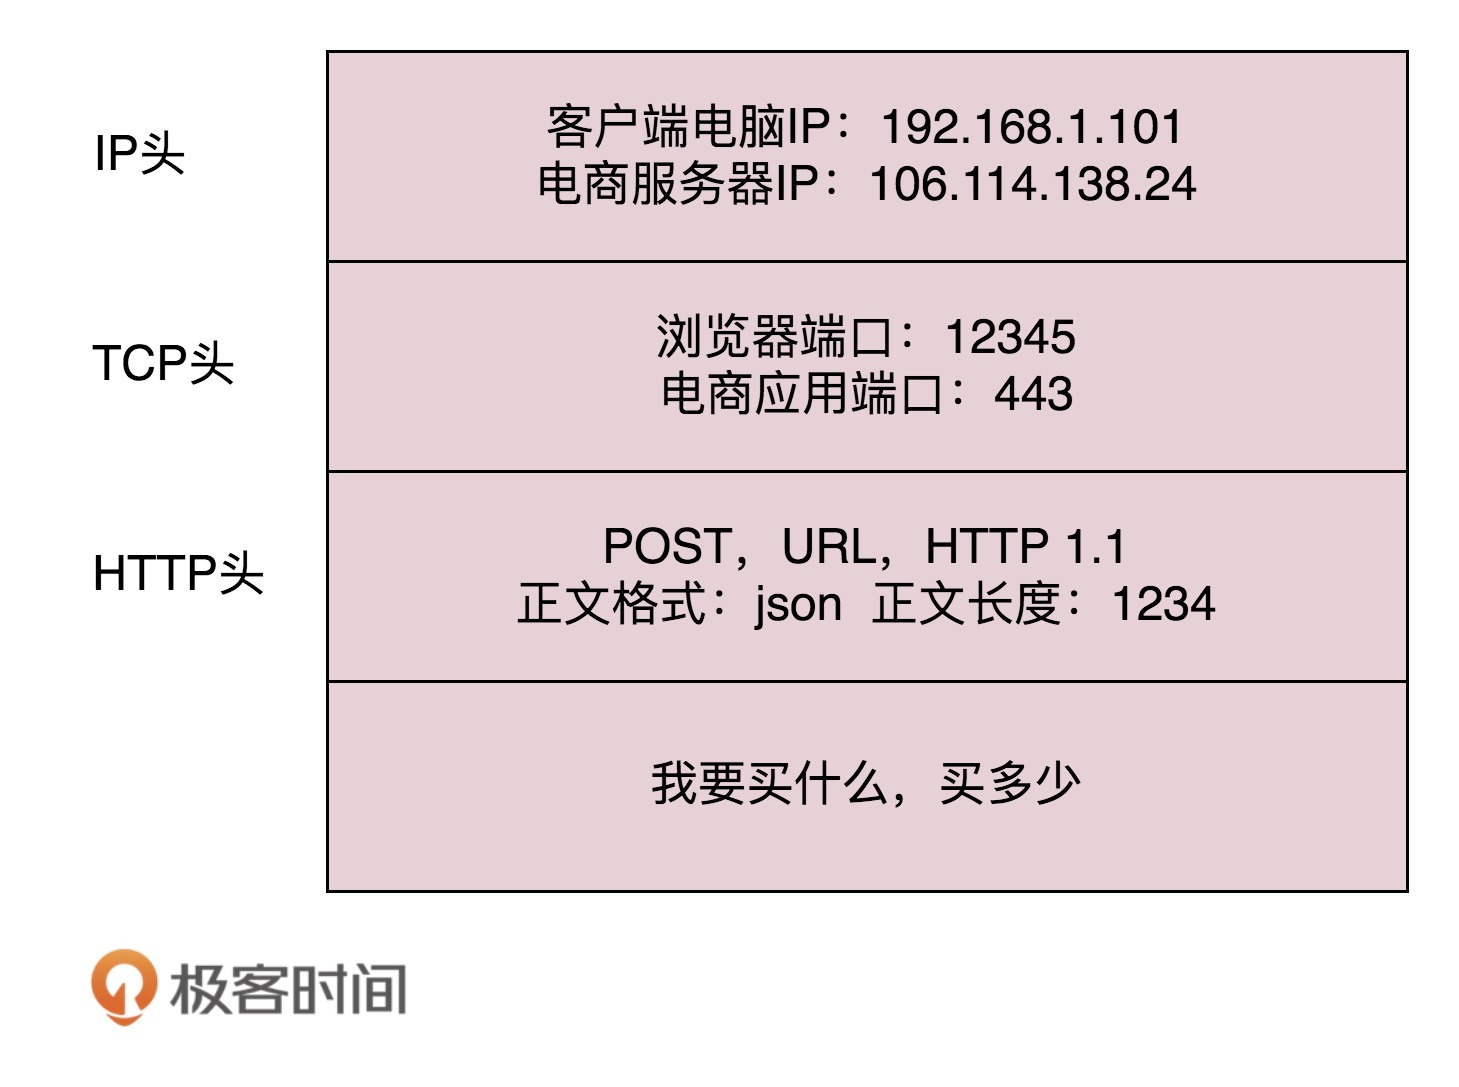 IP头
客户端电脑IP：192.168.1.101
电商服务器IP：106.114.138.24
TCP头
浏览器端口：12345
电商应用端口：443
HTTP头
POST，URL，HTTP 1.1
正文格式：json 正文长度：1234
我要买什么，买多少
极客时间